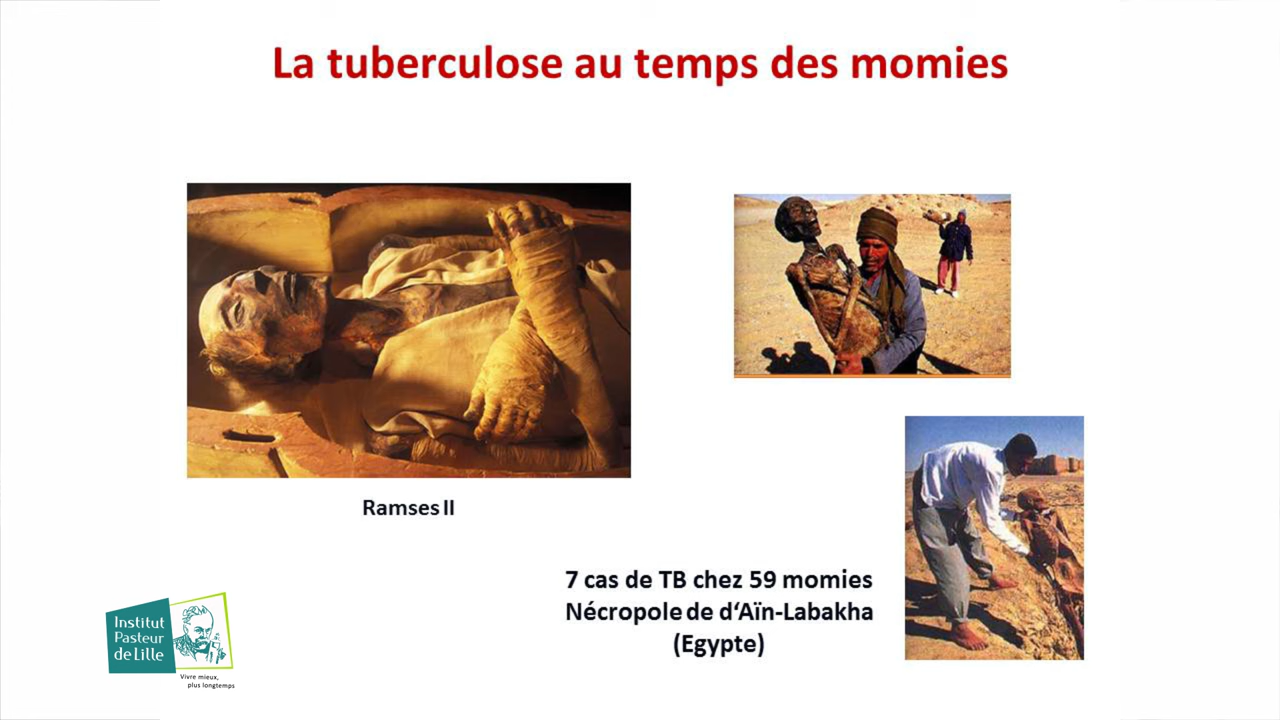 La tuberculose au temps des momies
Ramses II
7 cas de TB chez 59 momies
Nécropole de d‘Aïn-Labakha
(Egypte)
Institut
Pasteur
de Lille
Vivre mieux,
plus longtemps